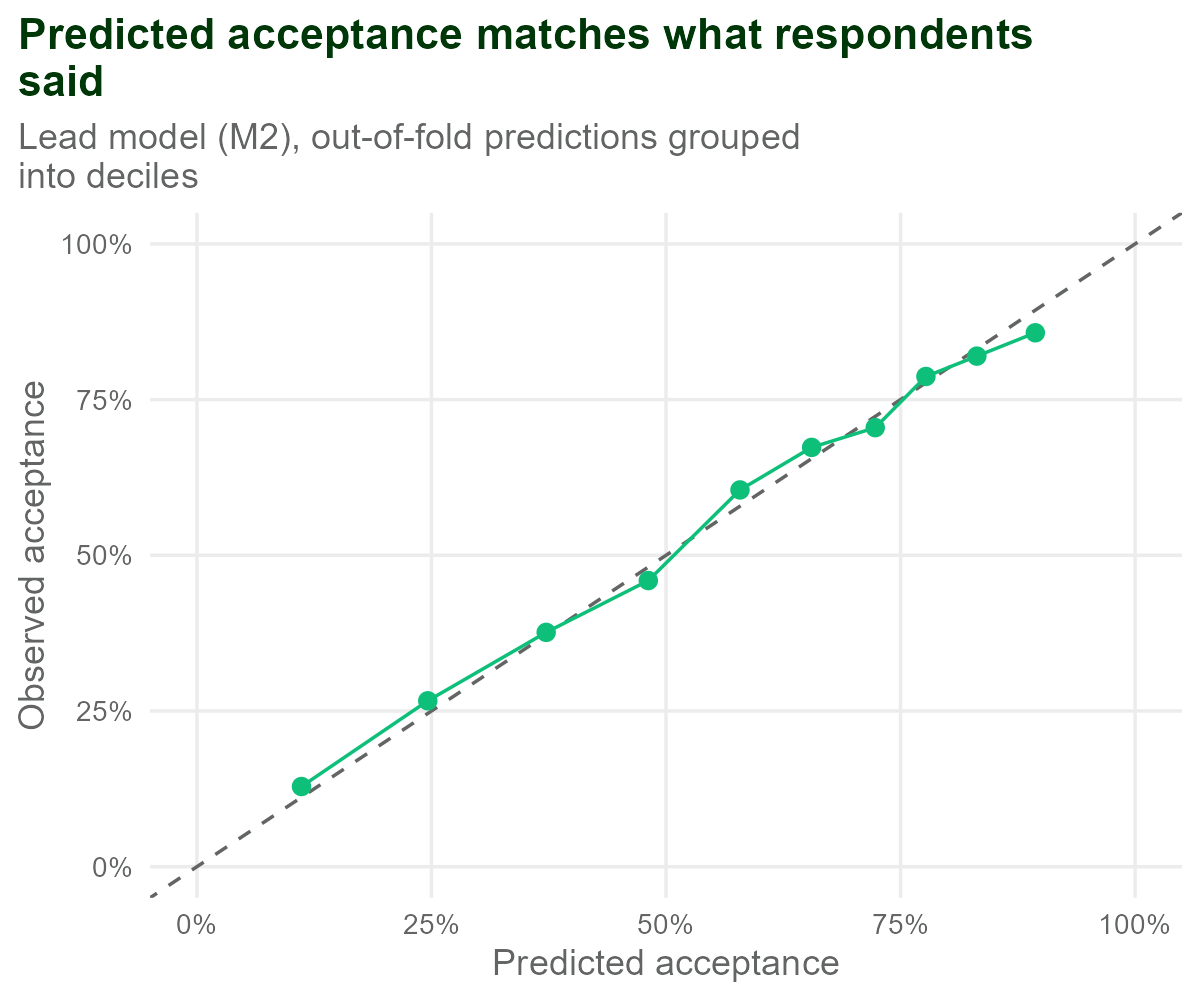 Predicted acceptance matches what respondents
said
Lead model (M2), out-of-fold predictions grouped
into deciles
100%
75%
50%
25%
0%
Observed acceptance
0%
25%
50%
75%
100%
Predicted acceptance